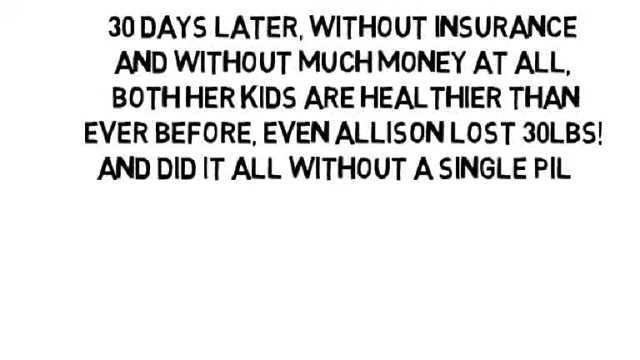 30 DAYS LATER, WITHOUT INSURANCE
AND WITHOUT MUCH MONEY AT ALL,
BOTH HER KIDS ARE HEALTHIER THAN
EVER BEFORE, EVEN ALLISON LOST 30LBS!
AND DID IT ALL WITHOUT A SINGLE PIL